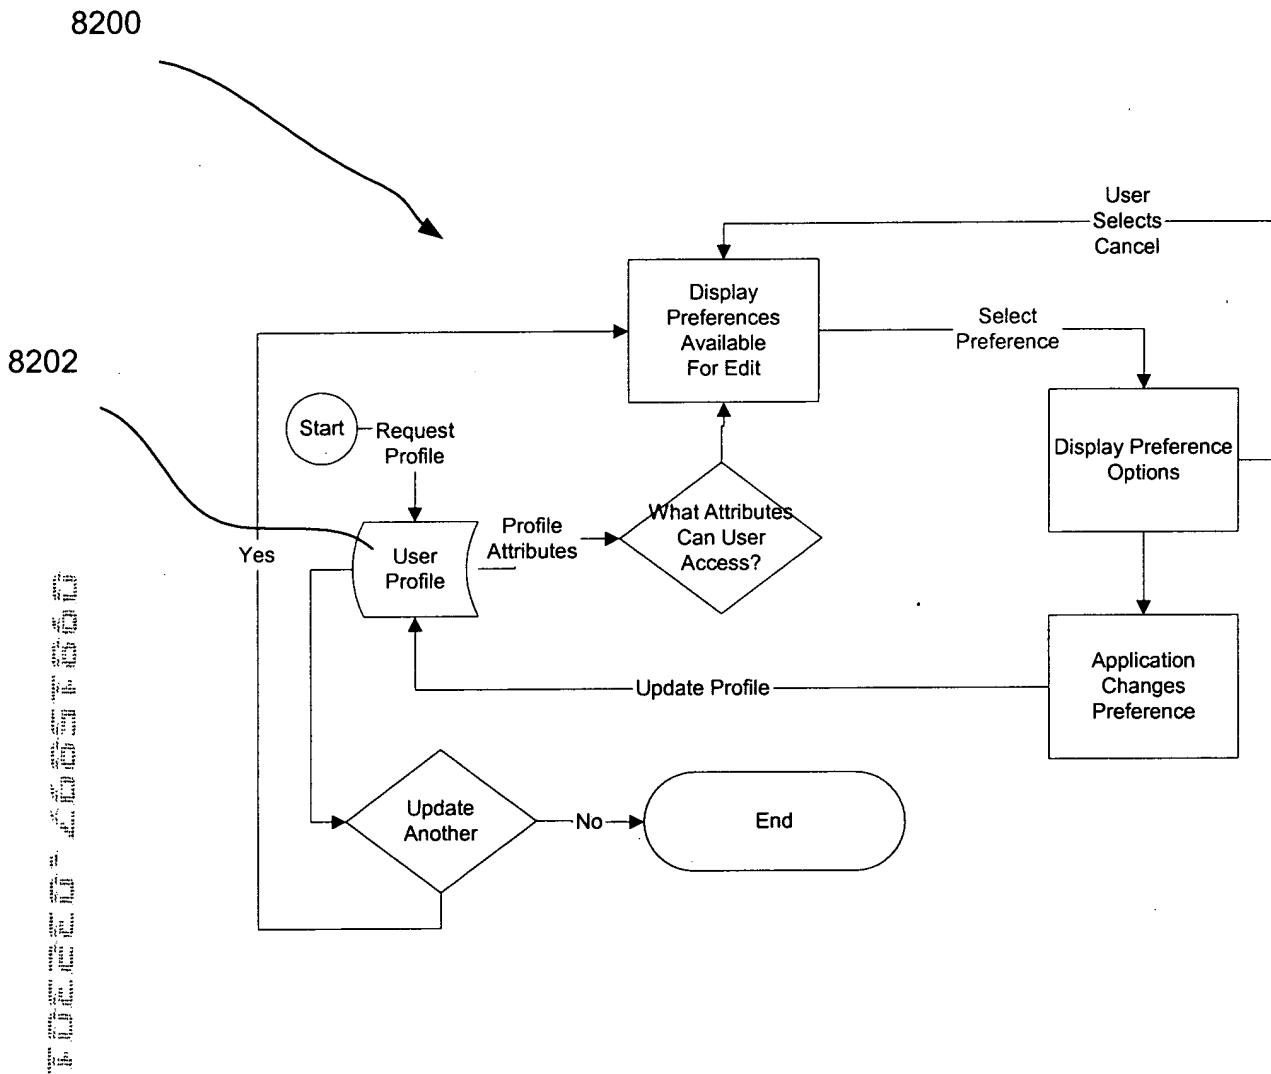 8200
User
Selects
Cancel
Display
Preferences
Available
For Edit
Select
Preference
8202
Start
Request
Profile
Display Preference
Options
What Attributes
Can User
Access?
Profile
Attributes
User
Profile
Yes
Application
Changes
Preference
Update Profile
Update
Another
No
End